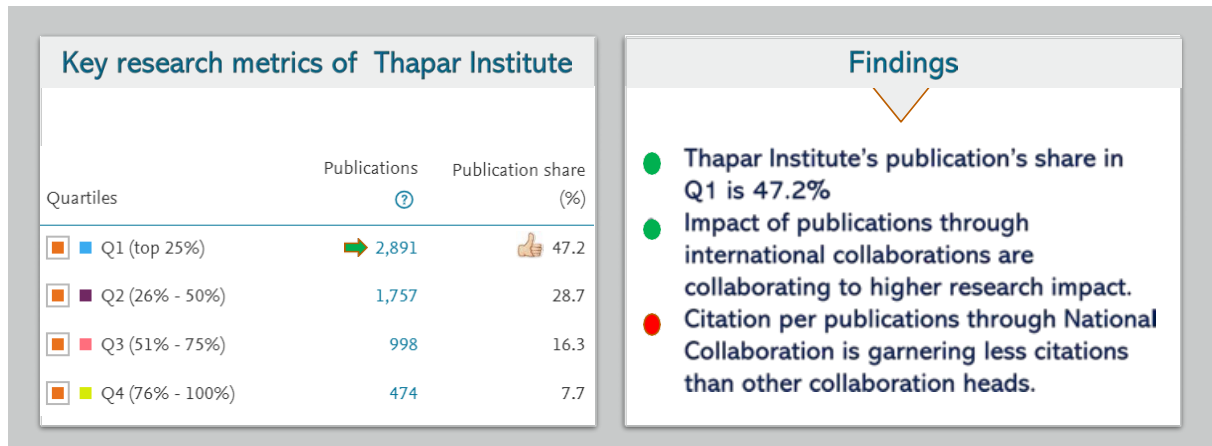 Key research metrics of Thapar Institute
Publications Publication share
Quartiles ? (%)
Q1 (top 25%) 2,891 47.2
Q2 (26% - 50%) 1,757 28.7
Q3 (51% - 75%) 998 16.3
Q4 (76% - 100%) 474 7.7
Findings
Thapar Institute's publication's share in
Q1 is 47.2%
Impact of publications through
international collaborations are
collaborating to higher research impact.
Citation per publications through National
Collaboration is garnering less citations
than other collaboration heads.